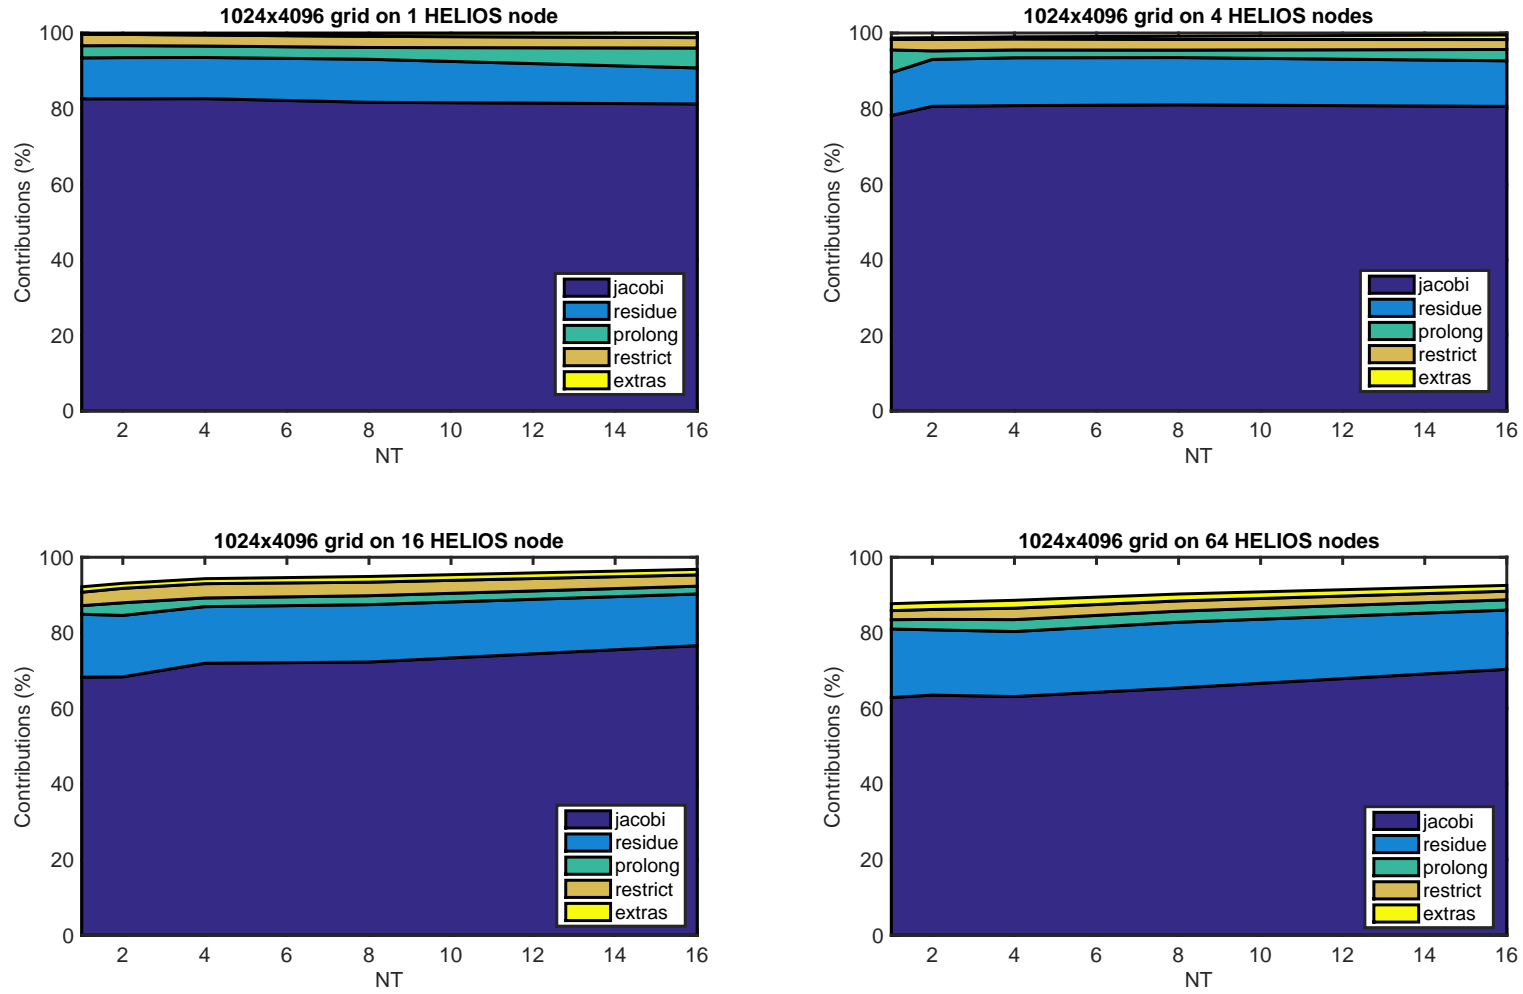 1024x4096 grid on 1 HELIOS node
100
80
60
40
20
0
Contributions (%)
jacobi
residue
prolong
restrict
extras
2 4 6 8 10 12 14 16
NT
1024x4096 grid on 4 HELIOS nodes
100
80
60
40
20
0
Contributions (%)
jacobi
residue
prolong
restrict
extras
2 4 6 8 10 12 14 16
NT
1024x4096 grid on 16 HELIOS node
100
80
60
40
20
0
Contributions (%)
jacobi
residue
prolong
restrict
extras
2 4 6 8 10 12 14 16
NT
1024x4096 grid on 64 HELIOS nodes
100
80
60
40
20
0
Contributions (%)
jacobi
residue
prolong
restrict
extras
2 4 6 8 10 12 14 16
NT